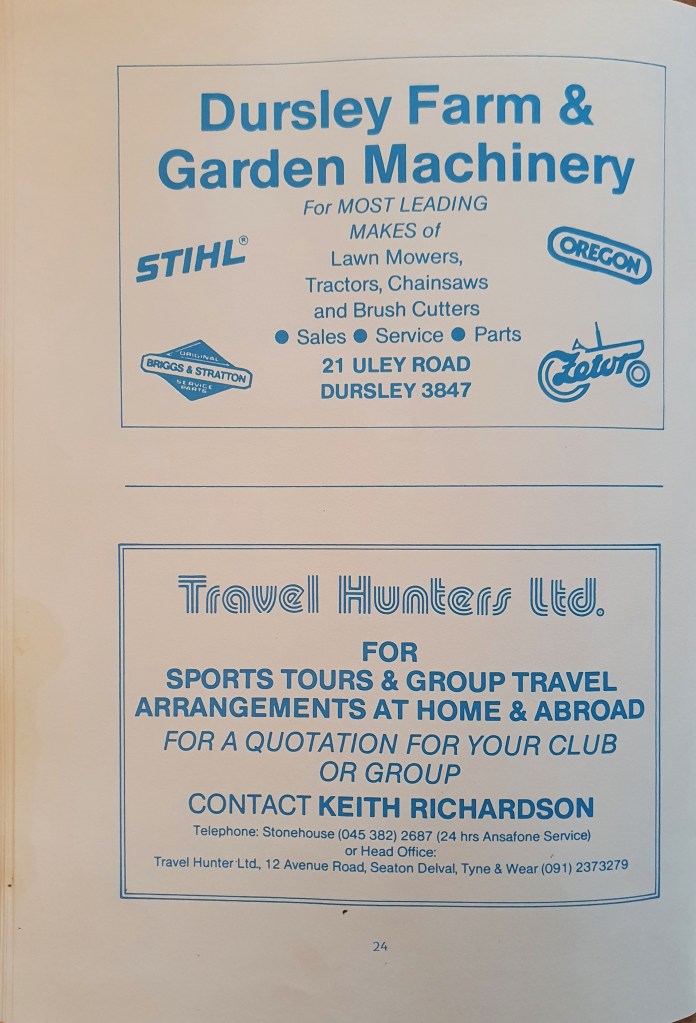 Dursley Farm &
Garden Machinery
For MOST LEADING
MAKES of
Lawn Mowers,
Tractors, Chainsaws
and Brush Cutters
● Sales ● Service ● Parts
21 ULEY ROAD
DURSLEY 3847
STIHL®
ORIGINAL
BRIGGS & STRATTON
SERVICE
PARTS
OREGON
Zetor
Travel Hunters Ltd.
FOR
SPORTS TOURS & GROUP TRAVEL
ARRANGEMENTS AT HOME & ABROAD
FOR A QUOTATION FOR YOUR CLUB
OR GROUP
CONTACT KEITH RICHARDSON
Telephone: Stonehouse (045 382) 2687 (24 hrs Ansafone Service)
or Head Office:
Travel Hunter Ltd., 12 Avenue Road, Seaton Delval, Tyne & Wear (091) 2373279
24